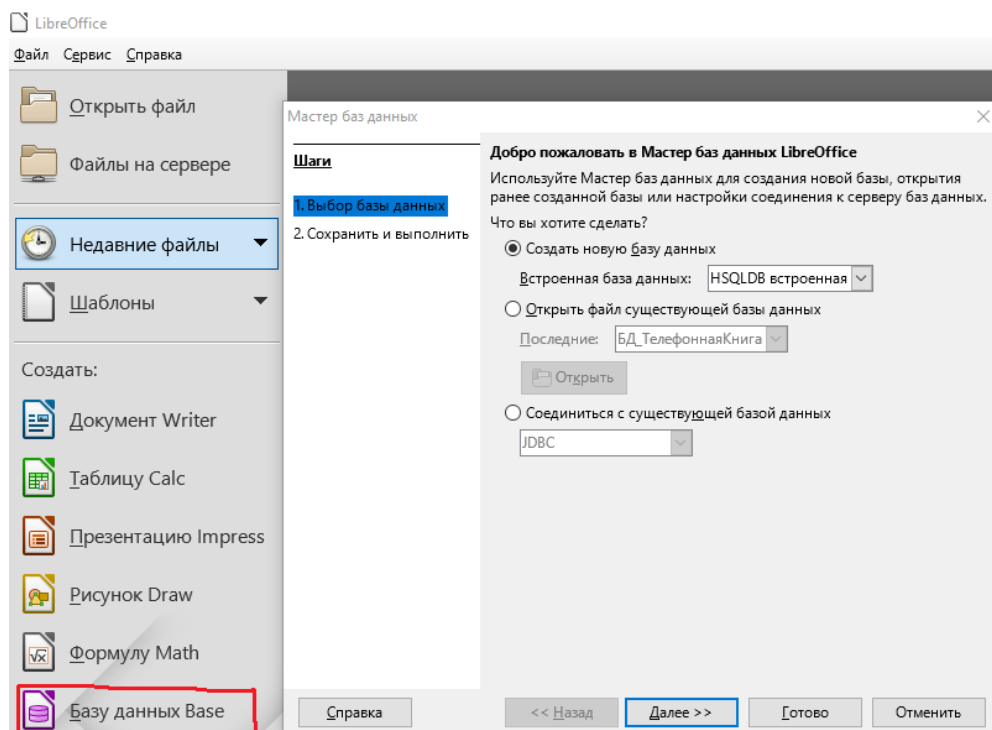 LibreOffice
Файл Сервис Справка
Открыть файл
Файлы на сервере
Недавние файлы
Шаблоны
Создать:
Документ Writer
Таблицу Calc
Презентацию Impress
Рисунок Draw
Формулу Math
Базу данных Base
Мастер баз данных
Шаги
1. Выбор базы данных
2. Сохранить и выполнить
Добро пожаловать в Мастер баз данных LibreOffice
Используйте Мастер баз данных для создания новой базы, открытия
ранее созданной базы или настройки соединения к серверу баз данных.
Что вы хотите сделать?
Создать новую базу данных
Встроенная база данных: HSQLDB встроенная
Открыть файл существующей базы данных
Последние: БД_ТелефоннаяКнига
Открыть
Соединиться с существующей базой данных
JDBC
Справка << Назад Далее >> Готово Отменить